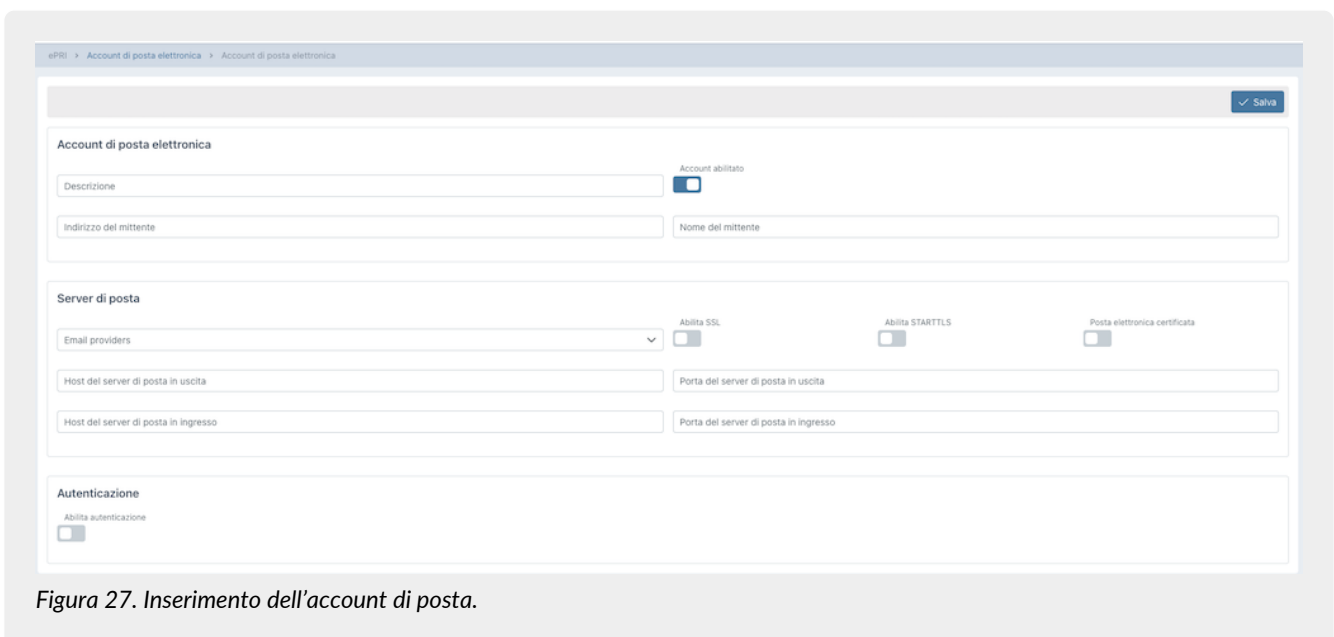 ePRI > Account di posta elettronica > Account di posta elettronica
Salva
Account di posta elettronica
Account abilitato
Descrizione
Indirizzo del mittente Nome del mittente
Server di posta
Abilita SSL Abilita STARTTLS Posta elettronica certificata
Email providers
Host del server di posta in uscita Porta del server di posta in uscita
Host del server di posta in ingresso Porta del server di posta in ingresso
Autenticazione
Abilita autenticazione
Figura 27. Inserimento dell’account di posta.